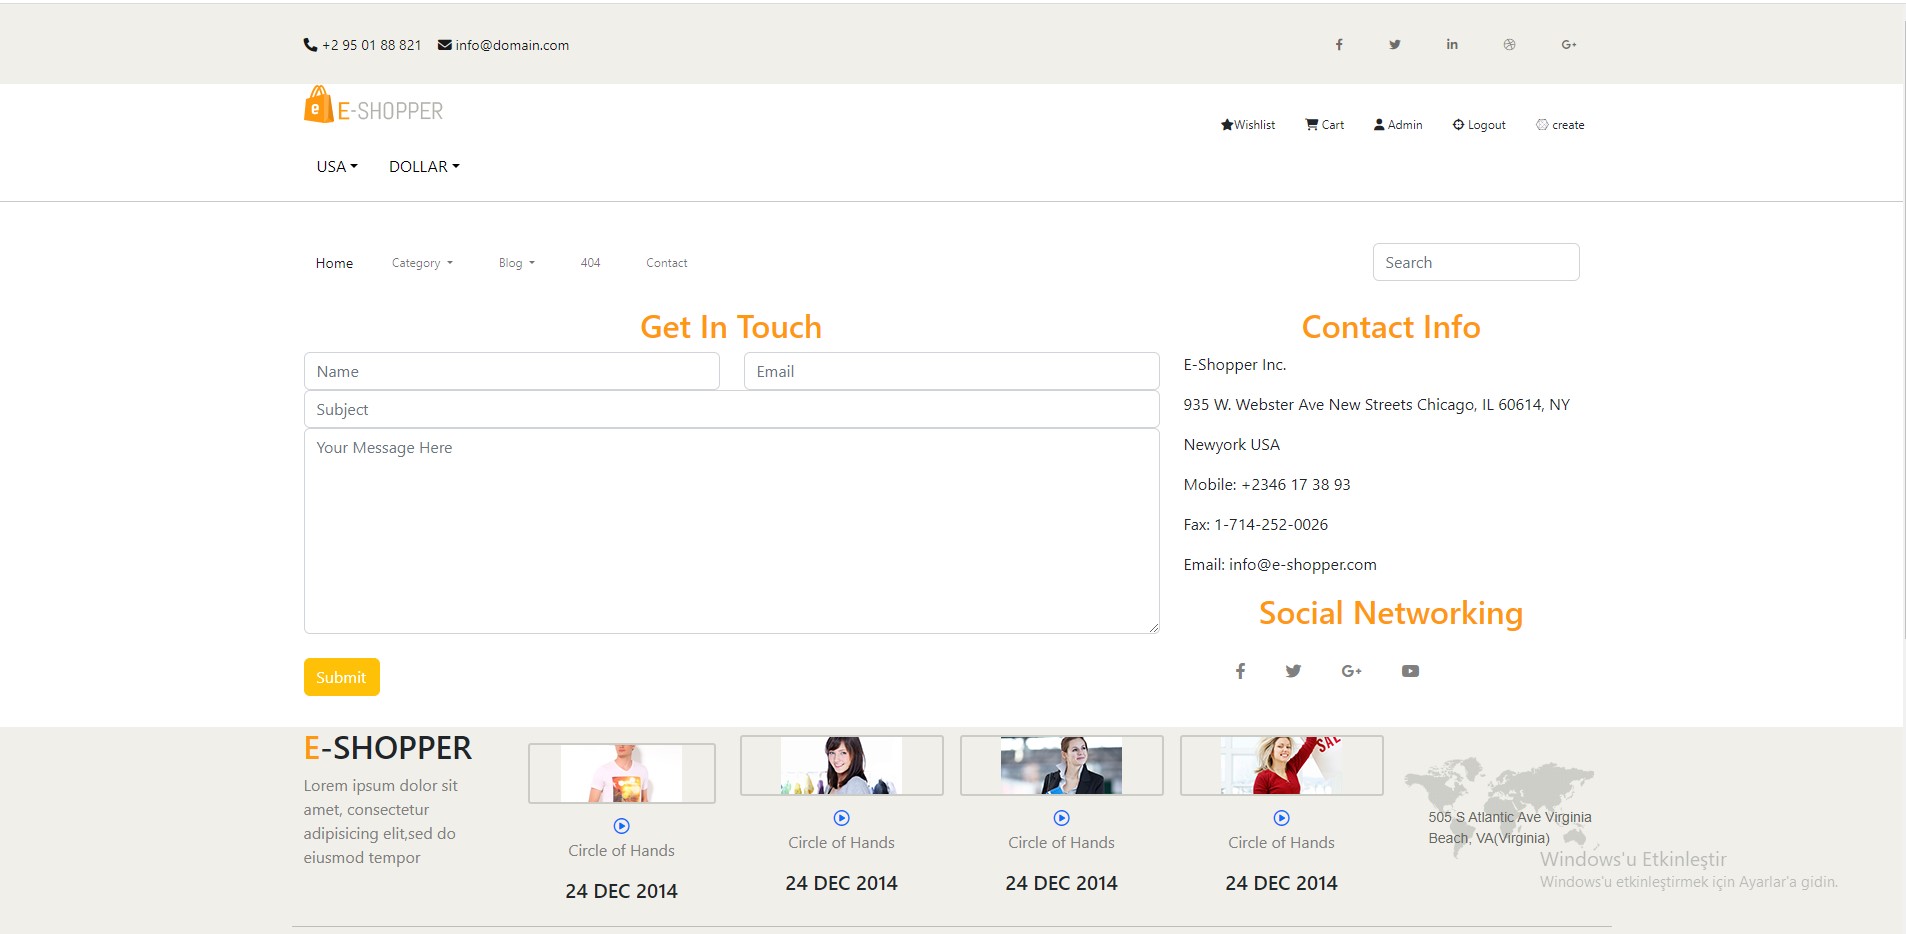 +2 95 01 88 821 info@domain.com
e E-SHOPPER
Wishlist Cart Admin Logout create
USA DOLLAR
Home Category Blog 404 Contact Search
Get In Touch
Name Email
Subject
Your Message Here
Submit
Contact Info
E-Shopper Inc.
935 W. Webster Ave New Streets Chicago, IL 60614, NY
Newyork USA
Mobile: +2346 17 38 93
Fax: 1-714-252-0026
Email: info@e-shopper.com
Social Networking
E-SHOPPER
Lorem ipsum dolor sit
amet, consectetur
adipisicing elit,sed do
eiusmod tempor
Circle of Hands
24 DEC 2014
Circle of Hands
24 DEC 2014
Circle of Hands
24 DEC 2014
SALE
Circle of Hands
24 DEC 2014
505 S Atlantic Ave Virginia
Beach, VA(Virginia)
Windows'u Etkinleştir
Windows'u etkinleştirmek için Ayarlar'a gidin.